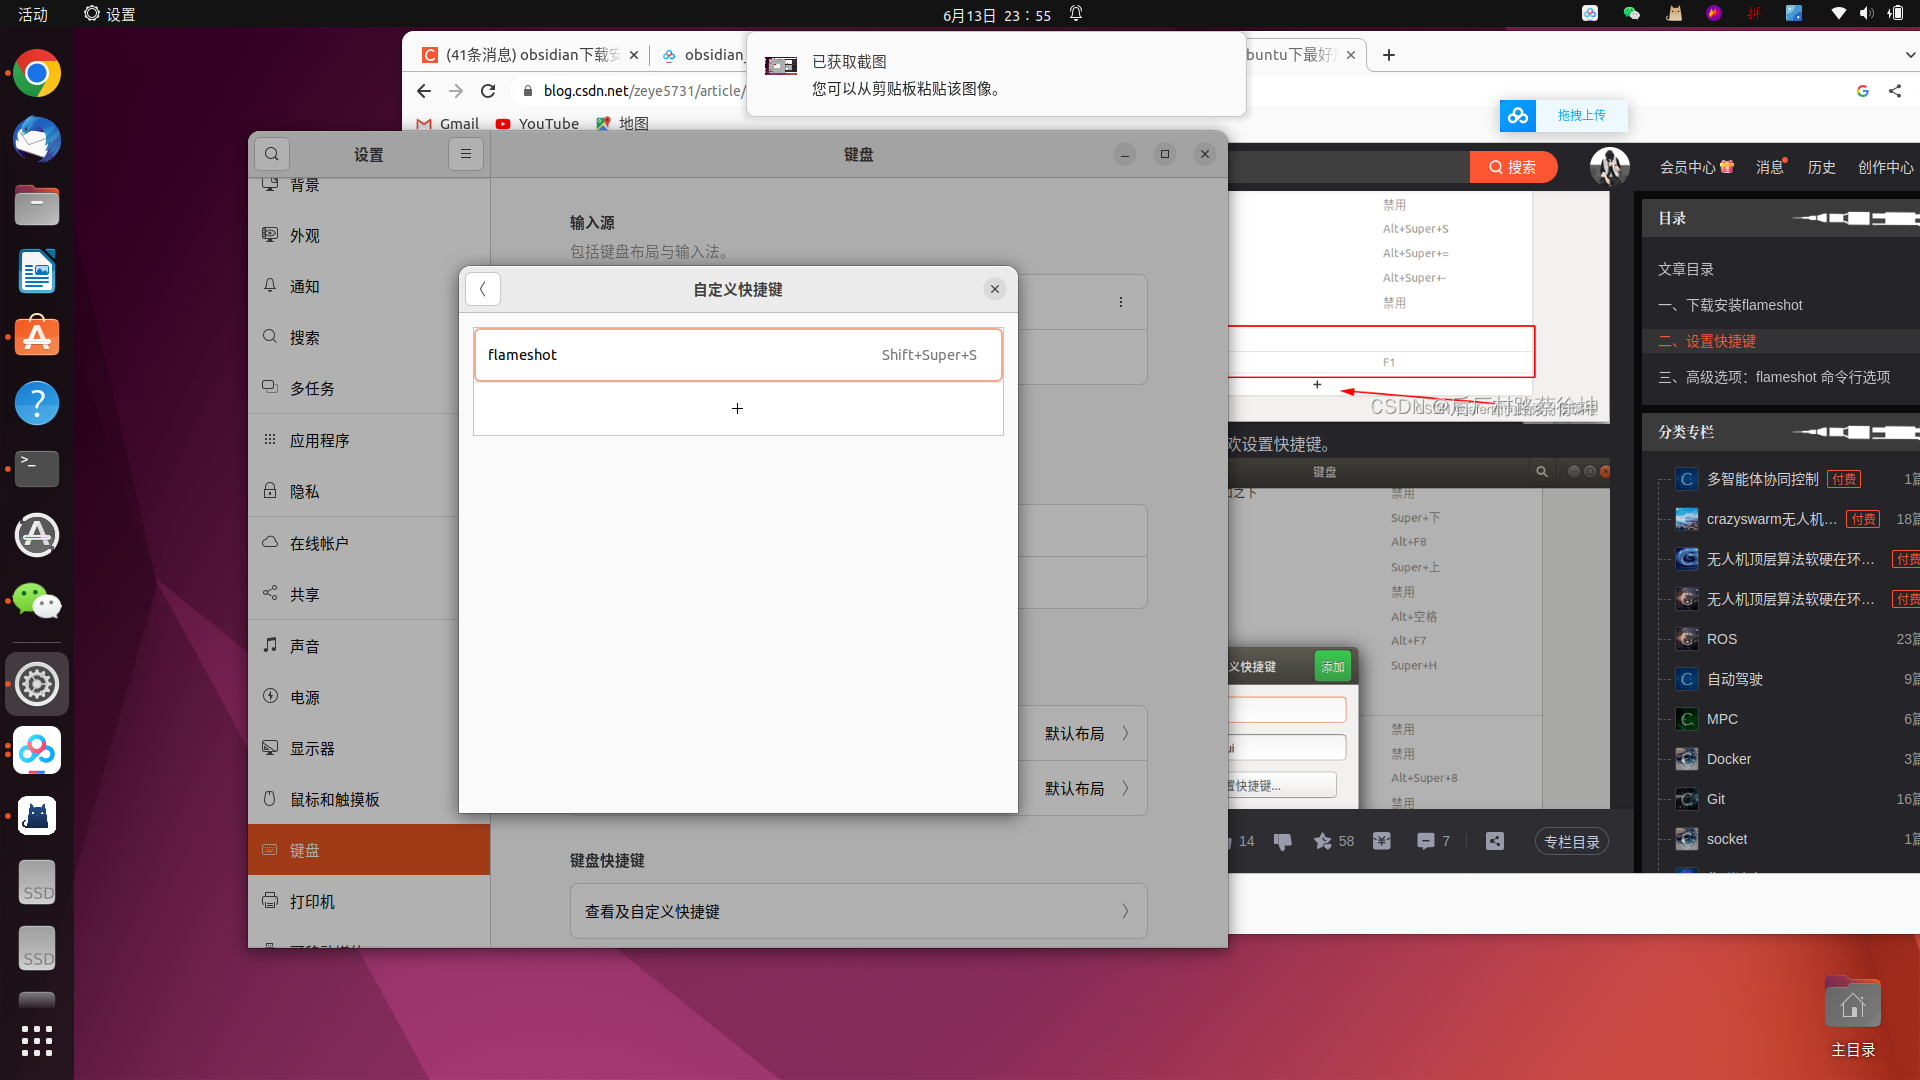 活动
设置
6月13日 23：55
拼
(41条消息) obsidian下载安
obsidian_
buntu下最好
已获取截图
您可以从剪贴板粘贴该图像。
blog.csdn.net/zeye5731/article/
Gmail
YouTube
地图
拖拽上传
设置
键盘
搜索
会员中心
消息
历史
创作中心
背景
外观
通知
搜索
多任务
应用程序
隐私
在线帐户
共享
声音
电源
显示器
鼠标和触摸板
键盘
打印机
输入源
包括键盘布局与输入法。
自定义快捷键
flameshot
Shift+Super+S
默认布局
默认布局
键盘快捷键
查看及自定义快捷键
禁用
Alt+Super+S
Alt+Super+=
Alt+Super+-
禁用
F1
CSDN @后厂村路蔡徐坤
欢设置快捷键。
键盘
之下
禁用
Super+下
Alt+F8
Super+上
禁用
Alt+空格
Alt+F7
Super+H
义快捷键
添加
ui
置快捷键...
禁用
禁用
Alt+Super+8
禁用
14
58
7
专栏目录
目录
文章目录
一、下载安装flameshot
二、设置快捷键
三、高级选项：flameshot 命令行选项
分类专栏
多智能体协同控制
付费
1篇
crazyswarm无人机...
付费
18篇
无人机顶层算法软硬在环...
付费
无人机顶层算法软硬在环...
付费
ROS
23篇
自动驾驶
9篇
MPC
6篇
Docker
3篇
Git
16篇
socket
1篇
SSD
SSD
主目录